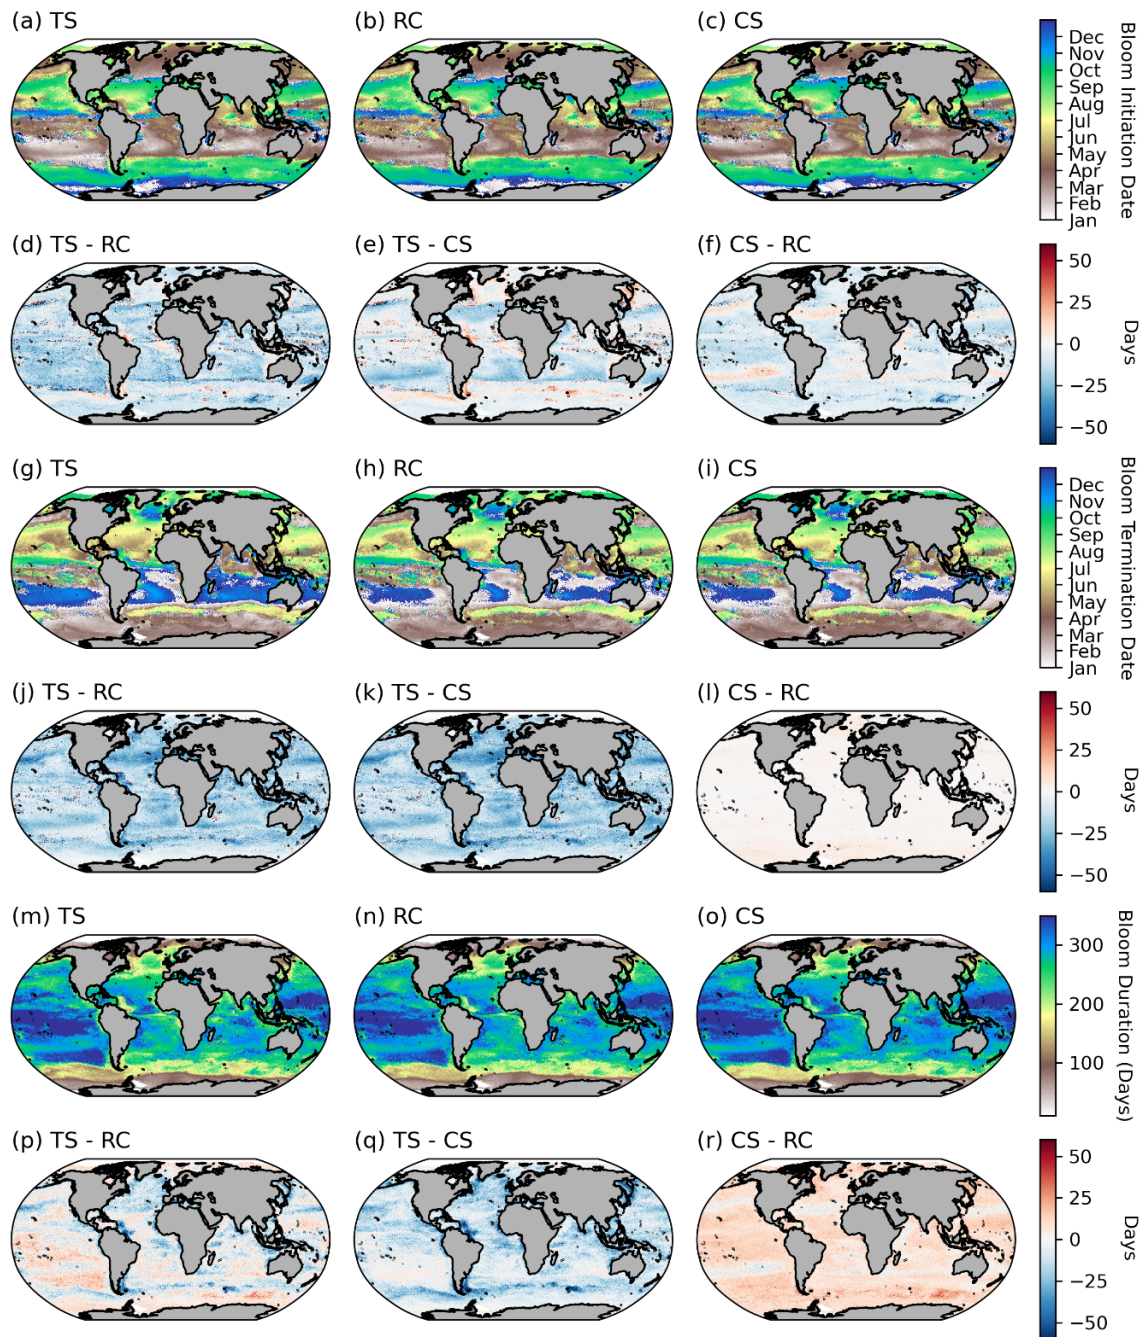 (a) TS
(b) RC
(c) CS
Dec
Nov
Oct
Sep
Aug
Jul
Jun
May
Apr
Mar
Feb
Jan
Bloom Initiation Date
(d) TS - RC
(e) TS - CS
(f) CS - RC
50
25
0
−25
−50
Days
(g) TS
(h) RC
(i) CS
Dec
Nov
Oct
Sep
Aug
Jul
Jun
May
Apr
Mar
Feb
Jan
Bloom Termination Date
(j) TS - RC
(k) TS - CS
(l) CS - RC
50
25
0
−25
−50
Days
(m) TS
(n) RC
(o) CS
300
200
100
Bloom Duration (Days)
(p) TS - RC
(q) TS - CS
(r) CS - RC
50
25
0
−25
−50
Days